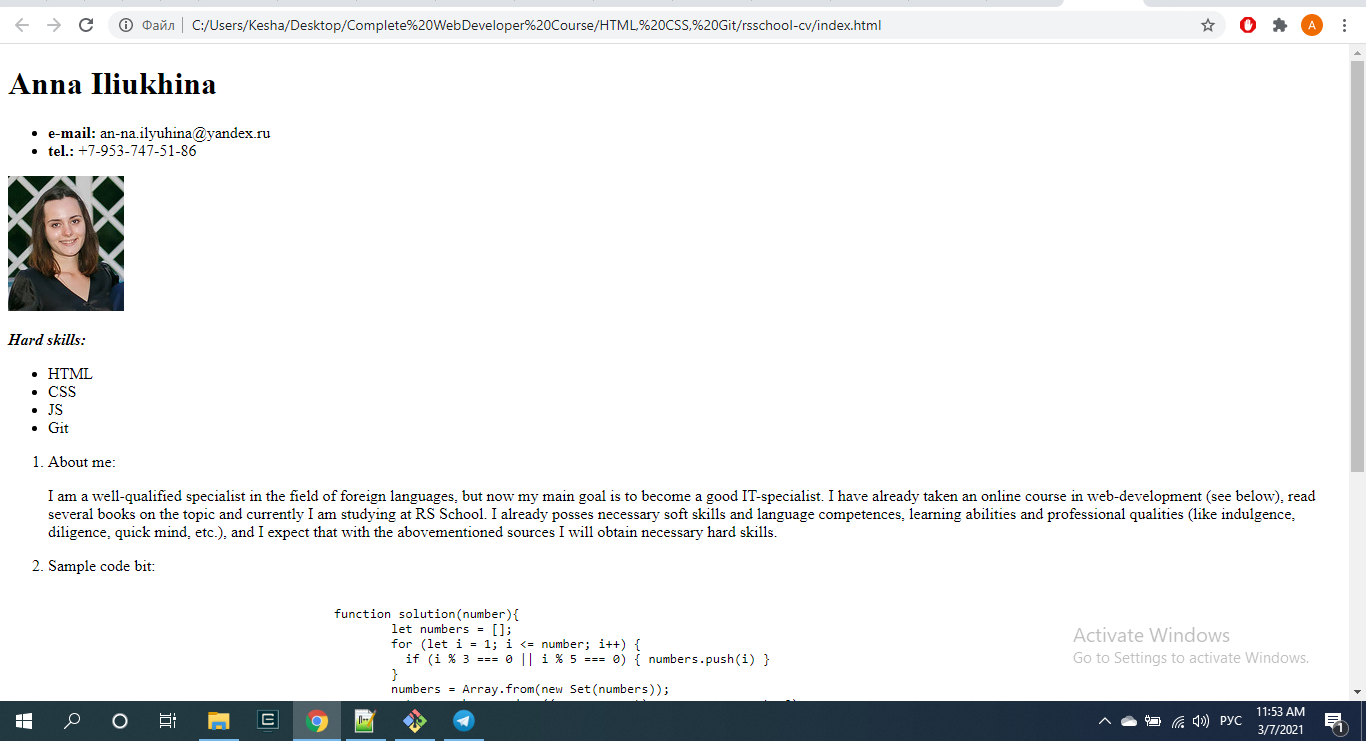 Файл
C:/Users/Kesha/Desktop/Complete%20WebDeveloper%20Course/HTML,%20CSS,%20Git/rsschool-cv/index.html
A
Anna Iliukhina
e-mail: an-na.ilyuhina@yandex.ru
tel.: +7-953-747-51-86
Hard skills:
HTML
CSS
JS
Git
1. About me:
I am a well-qualified specialist in the field of foreign languages, but now my main goal is to become a good IT-specialist. I have already taken an online course in web-development (see below), read
several books on the topic and currently I am studying at RS School. I already posses necessary soft skills and language competences, learning abilities and professional qualities (like indulgence,
diligence, quick mind, etc.), and I expect that with the abovementioned sources I will obtain necessary hard skills.
2. Sample code bit:
function solution(number){
let numbers = [];
for (let i = 1; i <= number; i++) {
if (i % 3 === 0 || i % 5 === 0) { numbers.push(i) }
}
numbers = Array.from(new Set(numbers));
Activate Windows
Go to Settings to activate Windows.
РУС
11:53 AM
3/7/2021
1